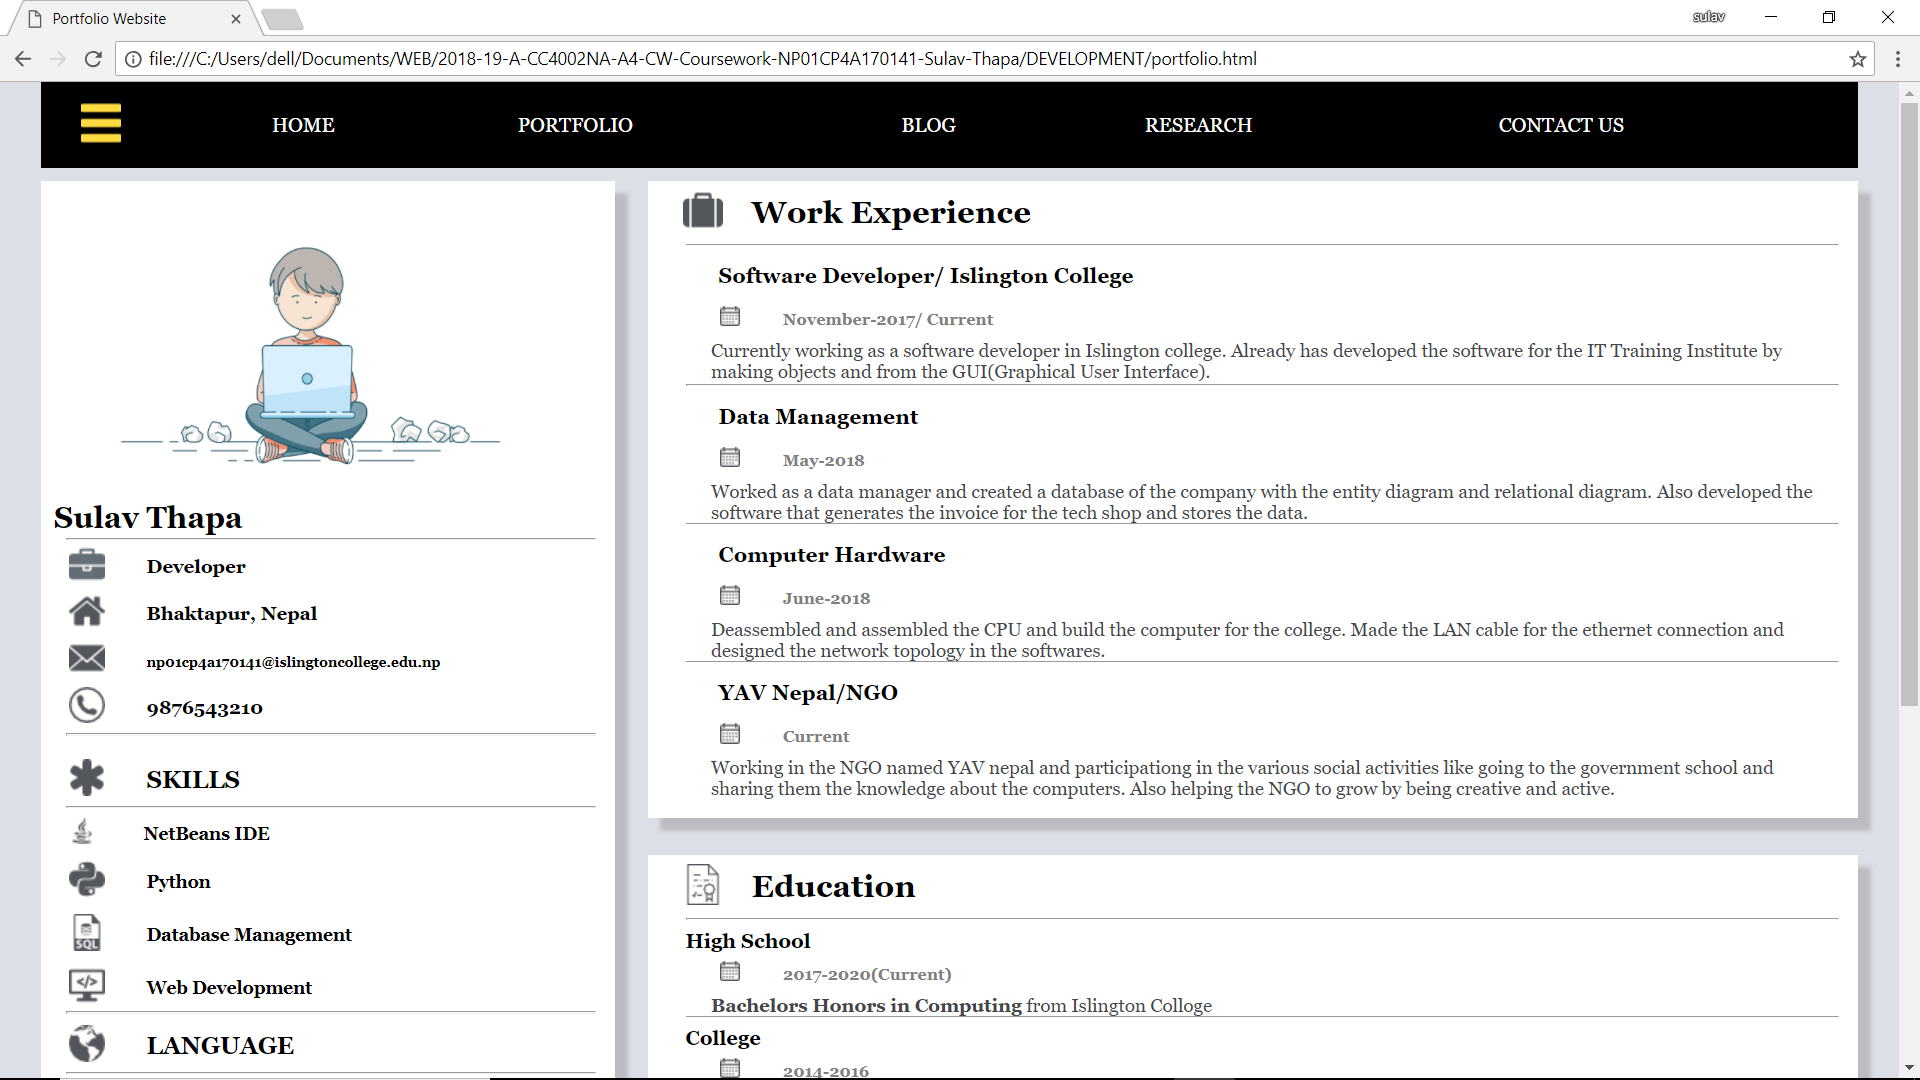 Portfolio Website
sulav
file:///C:/Users/dell/Documents/WEB/2018-19-A-CC4002NA-A4-CW-Coursework-NP01CP4A170141-Sulav-Thapa/DEVELOPMENT/portfolio.html
HOME
PORTFOLIO
BLOG
RESEARCH
CONTACT US
Sulav Thapa
Developer
Bhaktapur, Nepal
np01cp4a170141@islingtoncollege.edu.np
9876543210
SKILLS
NetBeans IDE
Python
SQL
Database Management
Web Development
LANGUAGE
Work Experience
Software Developer/ Islington College
November-2017/ Current
Currently working as a software developer in Islington college. Already has developed the software for the IT Training Institute by
making objects and from the GUI(Graphical User Interface).
Data Management
May-2018
Worked as a data manager and created a database of the company with the entity diagram and relational diagram. Also developed the
software that generates the invoice for the tech shop and stores the data.
Computer Hardware
June-2018
Deassembled and assembled the CPU and build the computer for the college. Made the LAN cable for the ethernet connection and
designed the network topology in the softwares.
YAV Nepal/NGO
Current
Working in the NGO named YAV nepal and participationg in the various social activities like going to the government school and
sharing them the knowledge about the computers. Also helping the NGO to grow by being creative and active.
Education
High School
2017-2020(Current)
Bachelors Honors in Computing from Islington Colloge
College
2014-2016